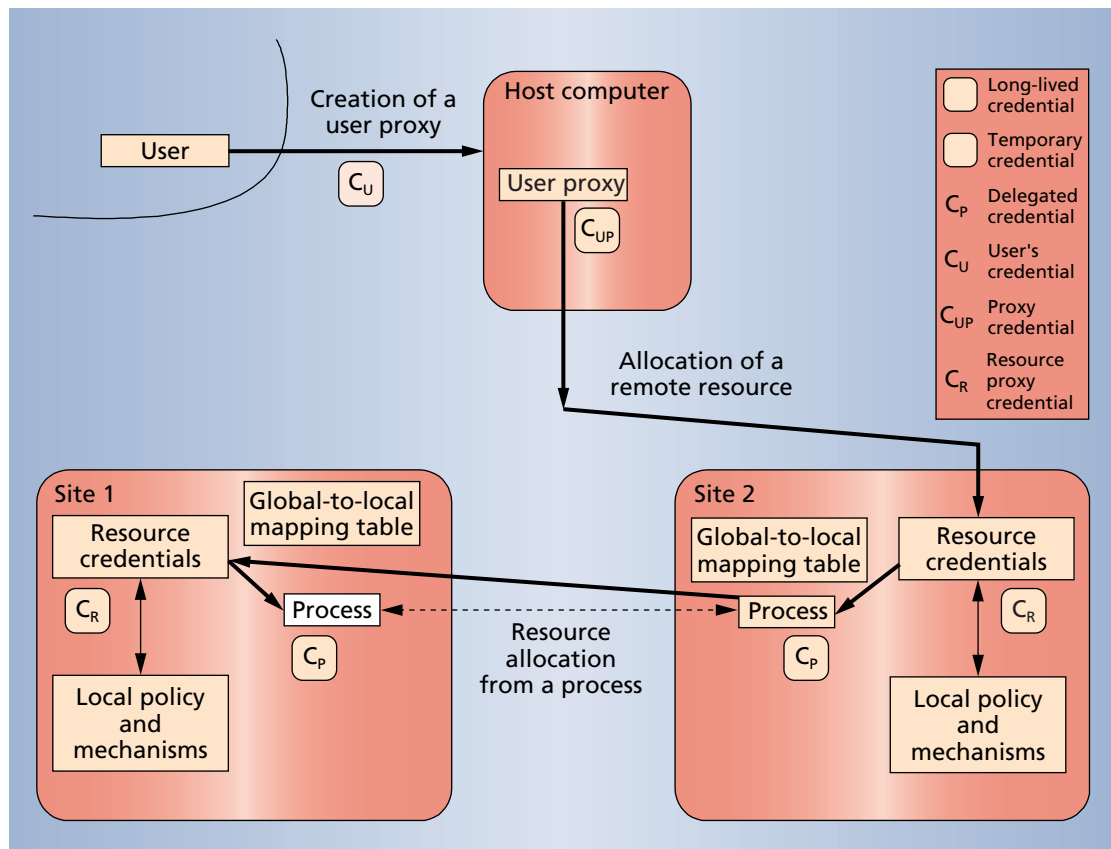 Creation of a
user proxy
User
C_U
Host computer
User proxy
C_UP
Long-lived
credential
Temporary
credential
C_P Delegated
credential
C_U User's
credential
C_UP Proxy
credential
C_R Resource
proxy
credential
Allocation of a
remote resource
Site 1
Global-to-local
mapping table
Resource
credentials
C_R
Process
C_P
Local policy
and
mechanisms
Resource
allocation
from a process
Site 2
Global-to-local
mapping table
Resource
credentials
Process
C_P
C_R
Local policy
and
mechanisms